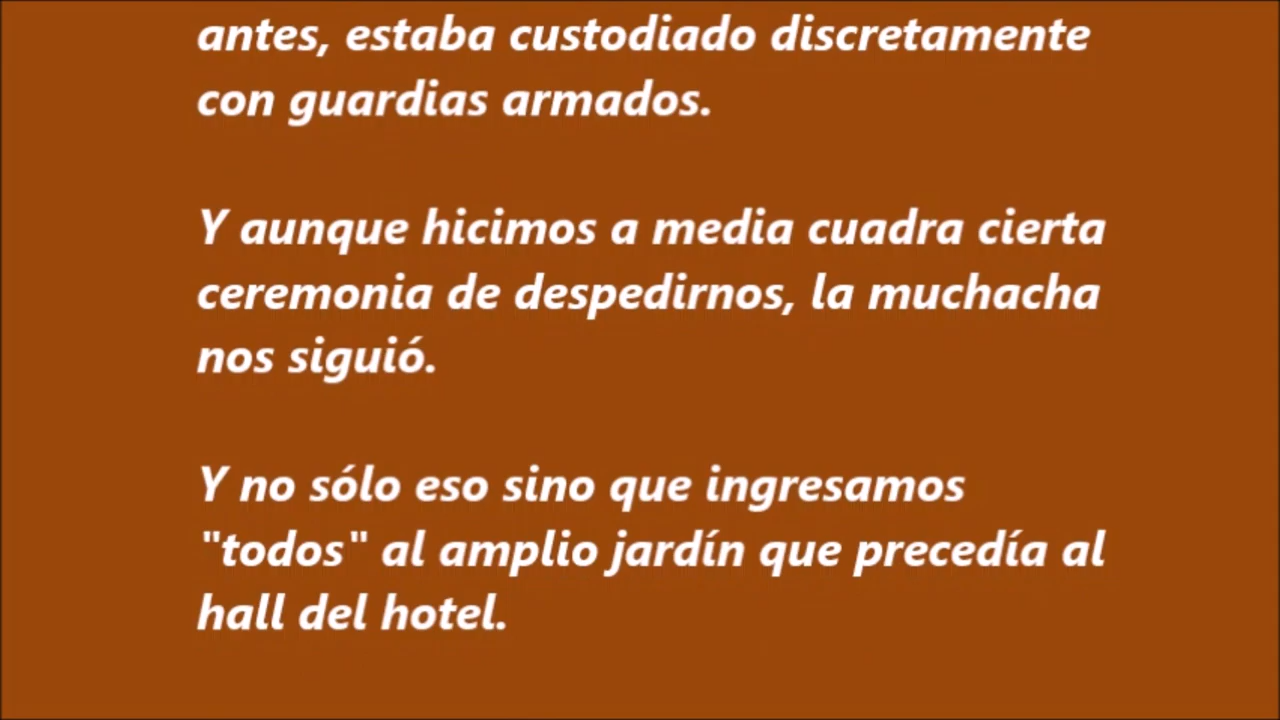 antes, estaba custodiado discretamente
con guardias armados.
Y aunque hicimos a media cuadra cierta
ceremonia de despedirnos, la muchacha
nos siguió.
Y no sólo eso sino que ingresamos
"todos" al amplio jardín que precedía al
hall del hotel.